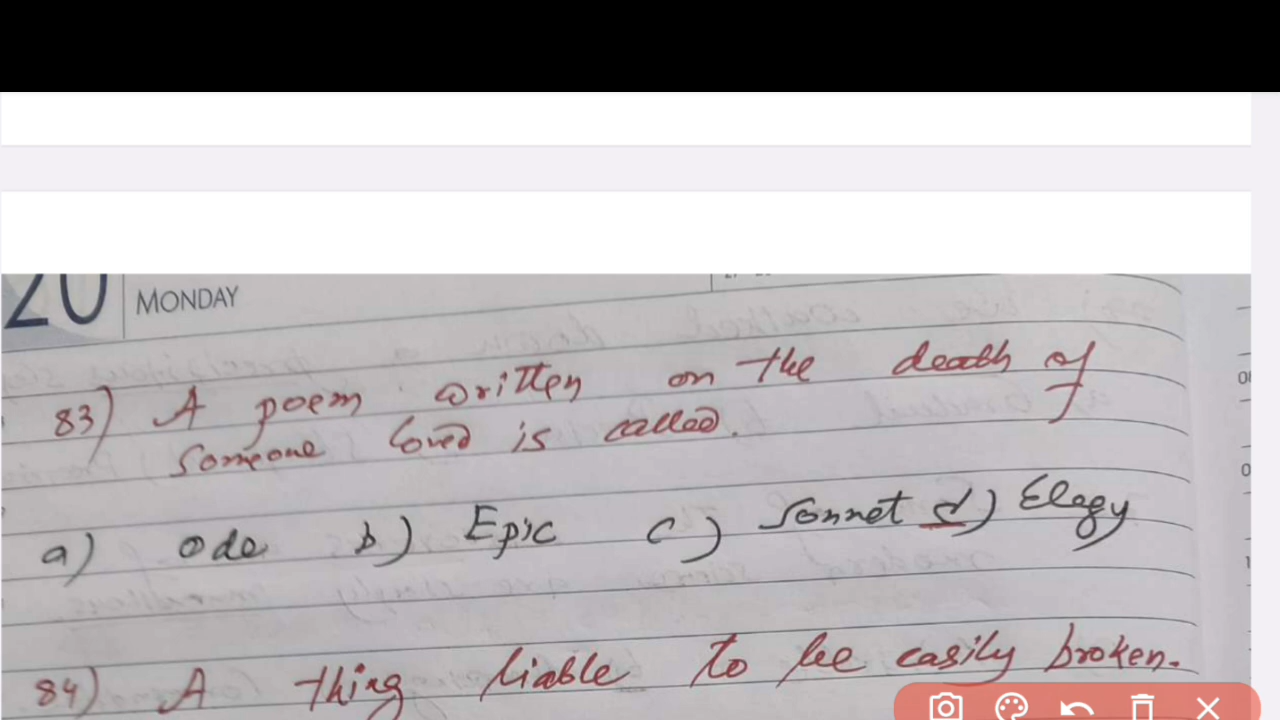 20 MONDAY
83) A poem written on the death of
someone loved is called.
a) ode b) Epic c) Sonnet d) Elagy
84) A thing liable to be easily broken.